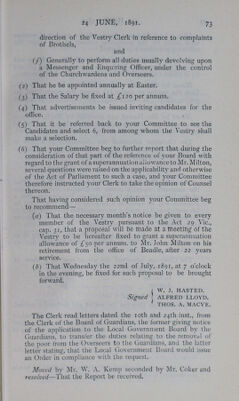 24 JUNE, 1891. 73
direction of the Vestry Clerk in reference to complaints
of Brothels,
and
(f) Generally to perform all duties usually devolving upon
a Messenger and Enquiring Officer, under the control
of the Churchwardens and Overseers.
(2) That he be appointed annually at Easter.
(3) That the Salary be fixed at £120 per annum.
(4) That advertisements be issued inviting candidates for the
office.
(5) That it be referred back to your Committee to see the
Candidates and select 6, from among whom the Vestry shall
make a selection.
(6) That your Committee beg to further report that during the
consideration of that part of the reference of your Board with
regard to the grant of a superannuation allowance to Mr. Milton,
several questions were raised on the applicability and otherwise
of the Act of Parliament to such a case, and your Committee
therefore instructed your Clerk to take the opinion of Counsel
thereon.
That having considered such opinion your Committee beg
to recommend—
(a) That the necessary month's notice be given to every
member of the Vestry pursuant to the Act 29 Vic.,
cap. 31, that a proposal will be made at a meeting of the
Vestry to be hereafter fixed to grant a superannuation
allowance of £50 per annum. to Mr. John Milton on his
retirement from the office of Beadle, after 22 years
service.
(b) That Wednesday the 22nd of July, 1891, at 7 o'clock
in the evening, be fixed for such proposal to be brought
forward.
W. J. HASTED.
Signed ALFRED LLOYD.
THOS. A. MACVE.
The Clerk read letters dated the 10th and 24th inst., from
the Clerk of the Board of Guardians, the former giving notice
of the application to the Local Government Board by the
Guardians, to transfer the duties relating to the removal of
the poor from the Overseers to the Guardians, and the latter
letter stating, that the Local Government Board would issue
an Order in compliance with the request.
Moved by Mr. W. A. Kemp seconded by Mr. Coker and
resolved—That the Report be received.